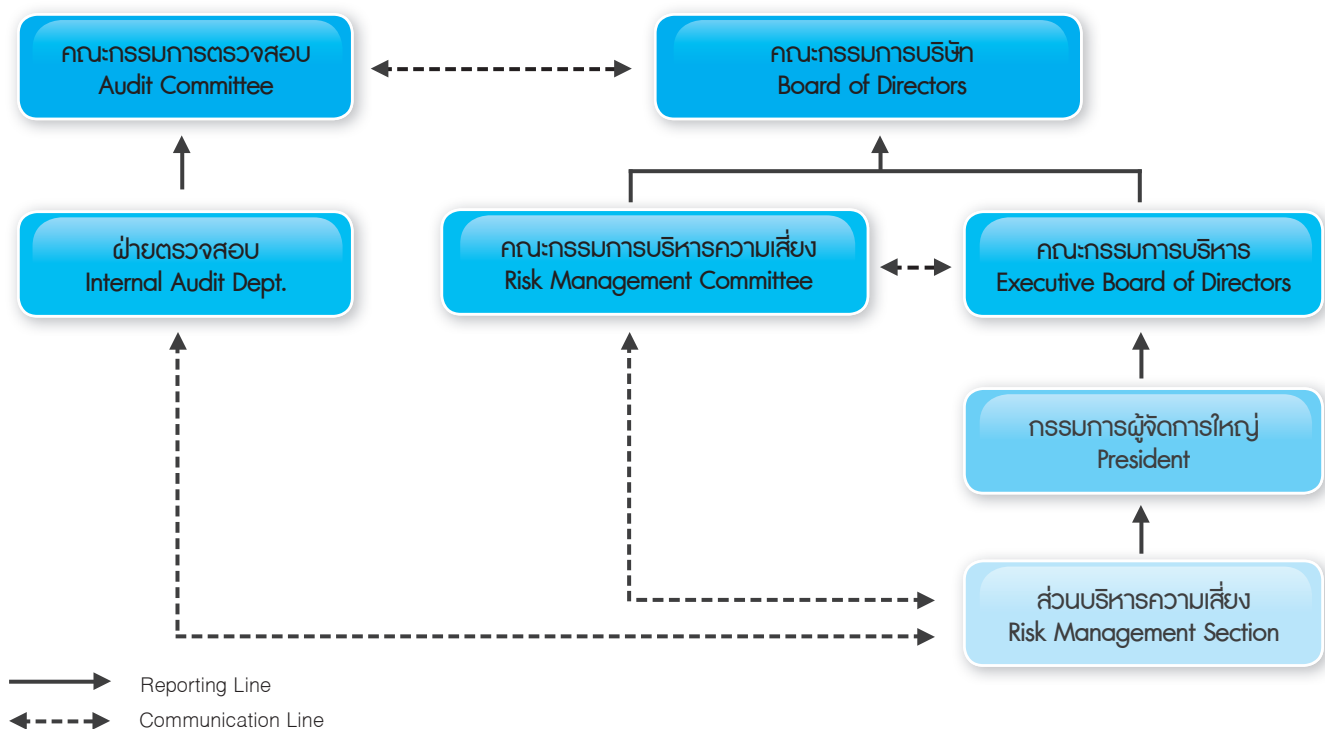 คณะกรรมการตรวจสอบ
Audit Committee
คณะกรรมการบริษัท
Board of Directors
ฝ่ายตรวจสอบ
Internal Audit Dept.
คณะกรรมการบริหารความเสี่ยง
Risk Management Committee
คณะกรรมการบริหาร
Executive Board of Directors
กรรมการผู้จัดการใหญ่
President
ส่วนบริหารความเสี่ยง
Risk Management Section
Reporting Line
Communication Line